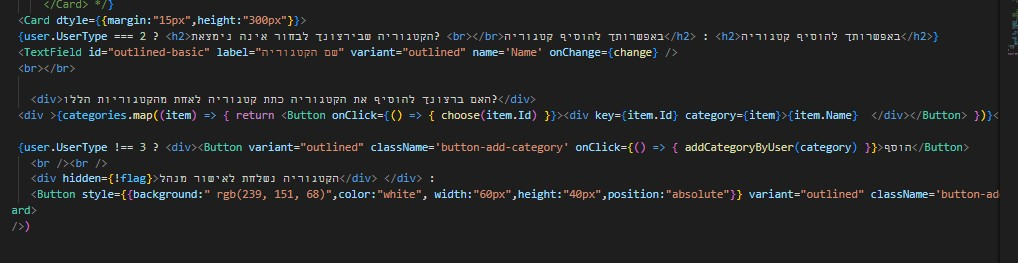 </Card> */}
<Card dtyle={{margin:"15px",height:"300px"}}>
{user.UserType === 2 ? <h2>הקטגוריה שבירצונך לבחור אינה נימצאת? <br></br>באפשרותך להוסיף קטגוריה</h2> : <h2>באפשרותך להוסיף קטגוריה</h2>}
<TextField id="outlined-basic" label="שם הקטגוריה" variant="outlined" name='Name' onChange={change} />
<br></br>
<div>האם ברצונך להוסיף את הקטגוריה כתת קטגוריה לאחת מהקטגוריות הללו?</div>
<div >{categories.map((item) => { return <Button onClick={() => { choose(item.Id) }}><div key={item.Id} category={item}>{item.Name}  </div></Button> })}<
{user.UserType !== 3 ? <div><Button variant="outlined" className='button-add-category' onClick={() => { addCategoryByUser(category) }}>הוסף</Button>
<br /><br />
<div hidden={!flag}>הקטגוריה נשלחת לאישור מנהל</div> </div> :
<Button style={{background:" rgb(239, 151, 68)",color:"white", width:"60px",height:"40px",position:"absolute"}} variant="outlined" className='button-ad
ard>
/>)